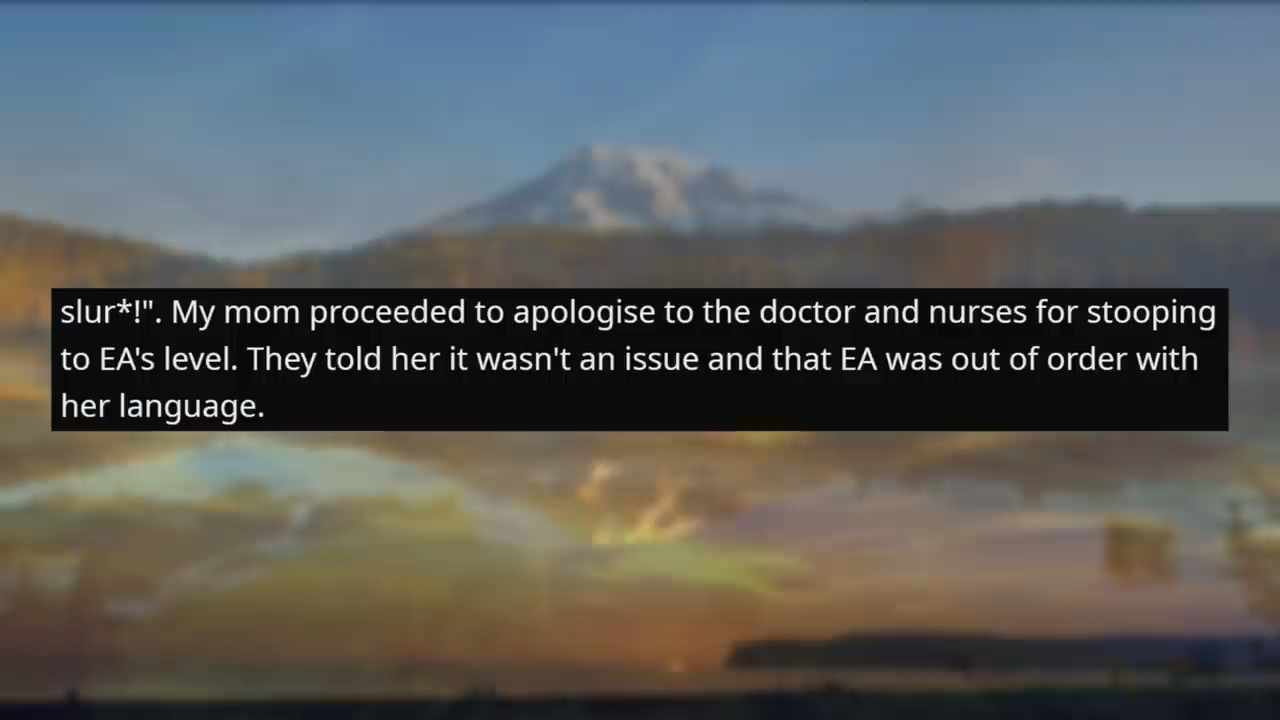 slur*!". My mom proceeded to apologise to the doctor and nurses for stooping
to EA's level. They told her it wasn't an issue and that EA was out of order with
her language.